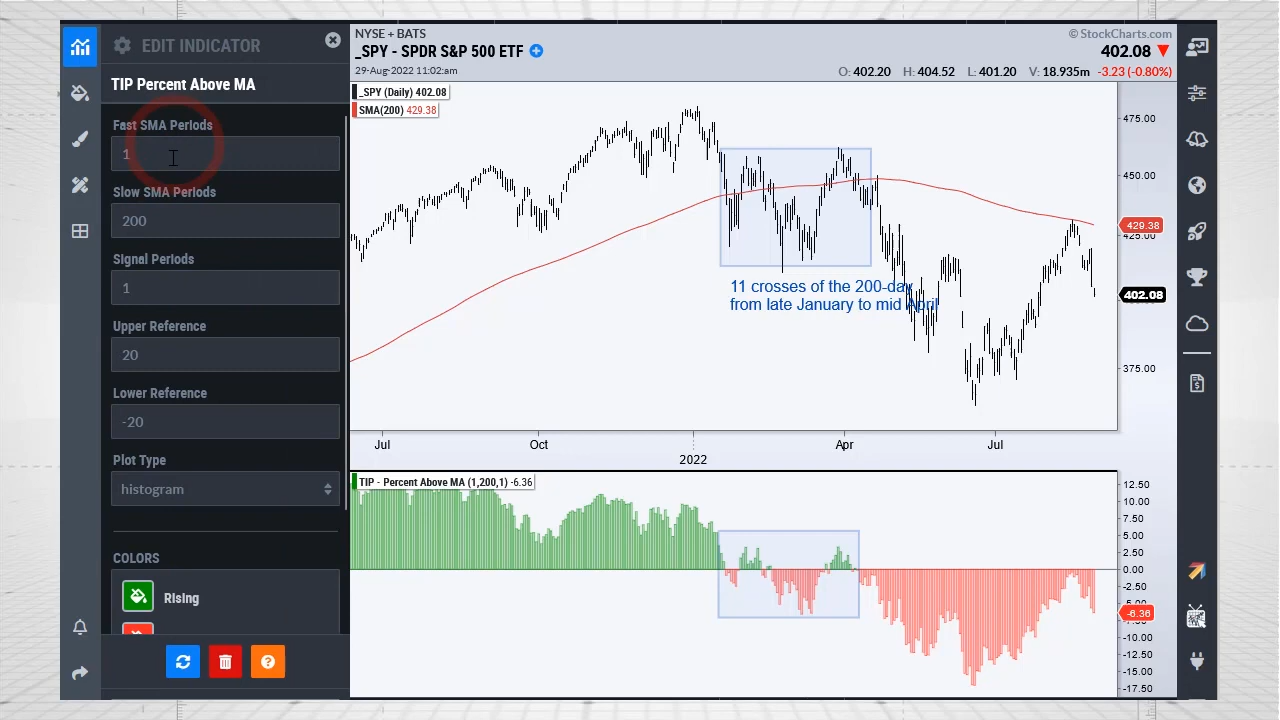 EDIT INDICATOR
TIP Percent Above MA
Fast SMA Periods
1
Slow SMA Periods
200
Signal Periods
1
Upper Reference
20
Lower Reference
-20
Plot Type
histogram
COLORS
Rising
NYSE + BATS
© StockCharts.com
_SPY - SPDR S&P 500 ETF
402.08
29-Aug-2022 11:02:am
O: 402.20 H: 404.52 L: 401.20 V: 18.935m -3.23 (-0.80%)
_SPY (Daily) 402.08
SMA(200) 429.38
475.00
450.00
429.38
425.00
402.08
375.00
11 crosses of the 200-day
from late January to mid April
Jul Oct Apr Jul
2022
TIP - Percent Above MA (1,200,1) -6.36
12.50
10.00
7.50
5.00
2.50
0.00
-2.50
-6.36
-10.00
-12.50
-15.00
-17.50